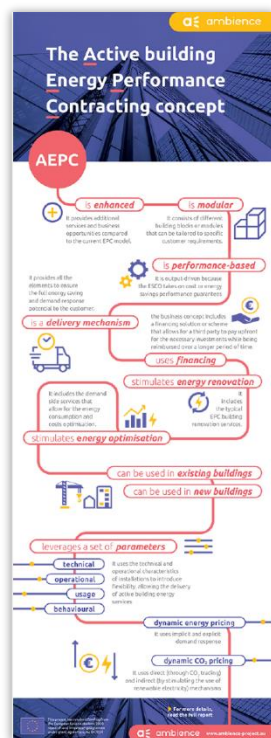 ambience
The Active building
Energy Performance
Contracting concept
AEPC
is enhanced
is modular
It provides additional
services and business
opportunities compared
to the current EPC model.
It consists of different
building blocks or modules
that can be tailored to specific
customer requirements.
is performance-based
It is output-driven because
the ESCO takes on cost or energy
savings performance guarantees
It provides all the
elements to ensure
the full energy saving
and demand response
potential for the customer.
is a delivery mechanism
the business concept includes
a financing solution or scheme
that allows for a third party to pay upfront
for the necessary investments while being
reimbursed over a longer period of time
uses financing
stimulates energy renovation
It includes the demand
side services that
allow for the energy
consumption and
costs optimisation.
It
includes
the typical
EPC building
renovation services.
stimulates energy optimisation
can be used in existing buildings
can be used in new buildings
leverages a set of parameters
technical
operational
usage
behavioural
It uses the technical and
operational characteristics
of installations to introduce
flexibility, allowing the delivery
of active building energy
services
dynamic energy pricing
It uses implicit and explicit
demand response
dynamic CO₂ pricing
It uses direct (through CO₂ trading)
and indirect (by stimulating the use of
renewable electricity) mechanisms
For more details,
read the full report
ambience
www.ambience-project.eu